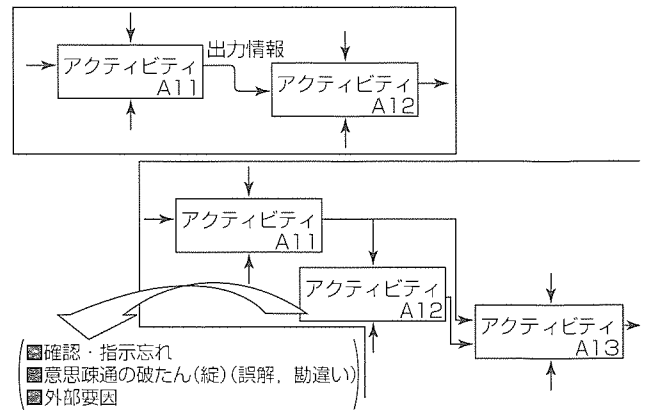 アクティビティ
A11
出力情報
アクティビティ
A12
アクティビティ
A11
アクティビティ
A12
アクティビティ
A13
確認・指示忘れ
意思疎通の破たん(綻)(誤解,勘違い)
外部要因